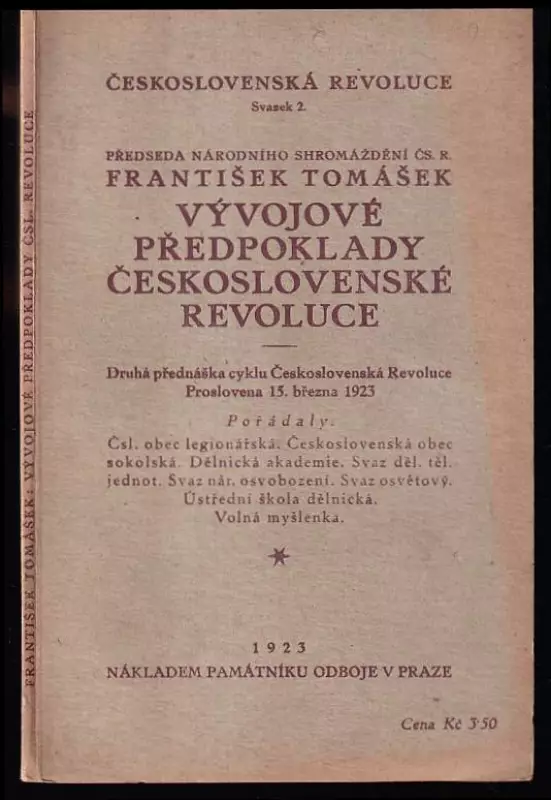 ČESKOSLOVENSKÁ REVOLUCE
Svazek 2.
PŘEDSEDA NÁRODNÍHO SHROMÁŽDĚNÍ ČS. R.
FRANTIŠEK TOMÁŠEK
VÝVOJOVÉ
PŘEDPOKLADY
ČESKOSLOVENSKÉ
REVOLUCE
Druhá přednáška cyklu Československá Revoluce
Proslovena 15. března 1923
Pořádaly.
Čsl. obec legionářská. Československá obec
sokolská. Dělnická akademie. Svaz děl. těl.
jednot. Svaz nár. osvobození. Svaz osvětový.
Ústřední škola dělnická.
Volná myšlenka.
1923
NÁKLADEM PAMÁTNÍKU ODBOJE V PRAZE
Cena Kč 3·50
FRANTIŠEK TOMÁŠEK: VÝVOJOVÉ PŘEDPOKLADY ČSL. REVOLUCE